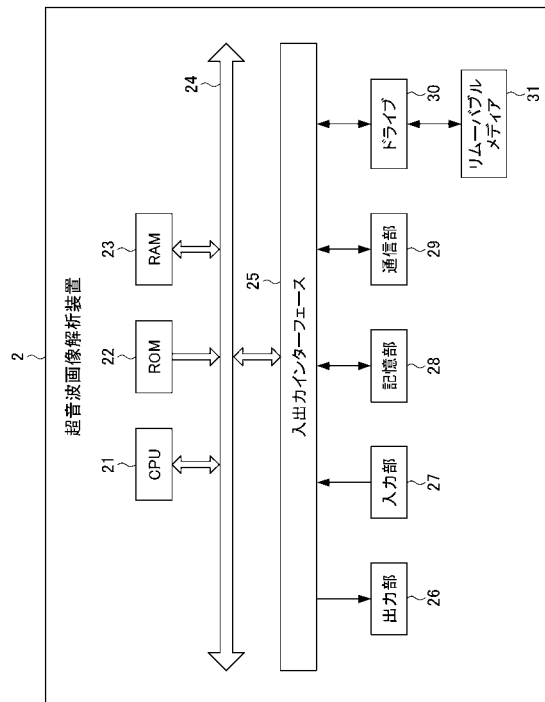 2
超音波画像解析装置
21
CPU
22
ROM
23
RAM
24
25
入出力インターフェース
出力部
26
入力部
27
記憶部
28
通信部
29
ドライブ
30
リムーバブル
メディア
31